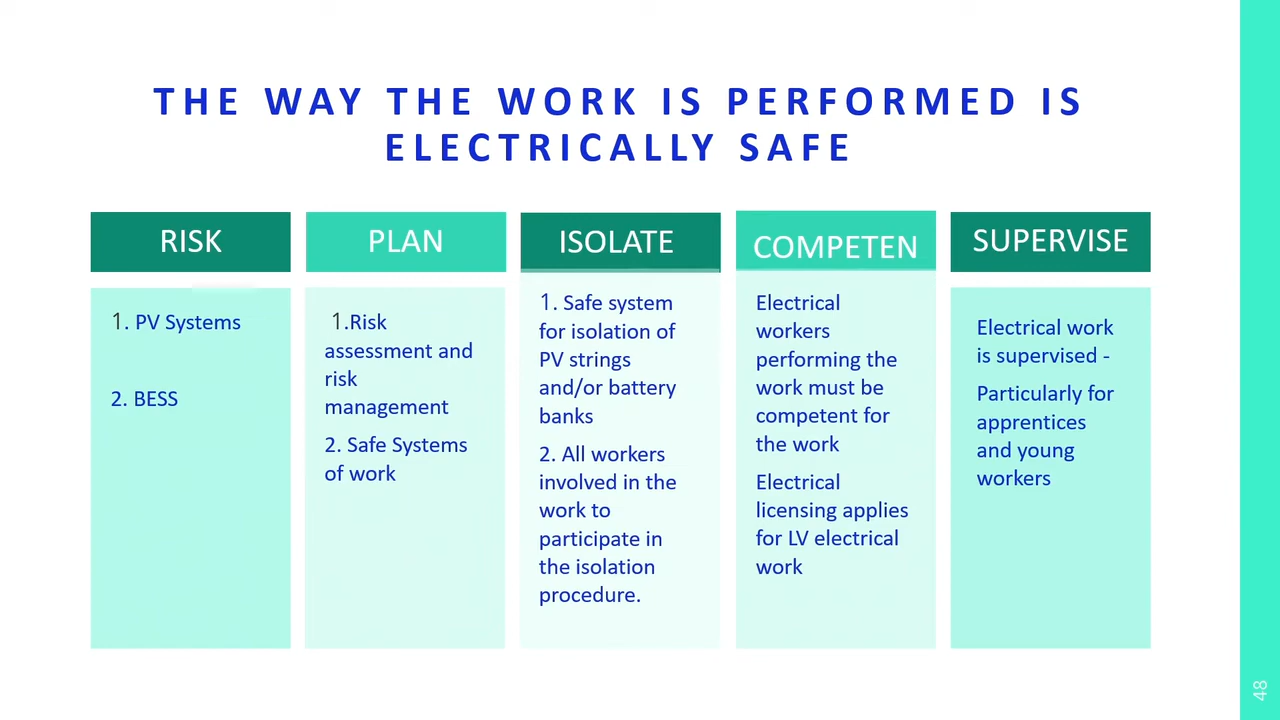 THE WAY THE WORK IS PERFORMED IS
ELECTRICALLY SAFE
RISK
1. PV Systems
2. BESS
PLAN
1.Risk
assessment and
risk
management
2. Safe Systems
of work
ISOLATE
1. Safe system
for isolation of
PV strings
and/or battery
banks
2. All workers
involved in the
work to
participate in
the isolation
procedure.
COMPETEN
Electrical
workers
performing the
work must be
competent for
the work
Electrical
licensing applies
for LV electrical
work
SUPERVISE
Electrical work
is supervised -
Particularly for
apprentices
and young
workers
48